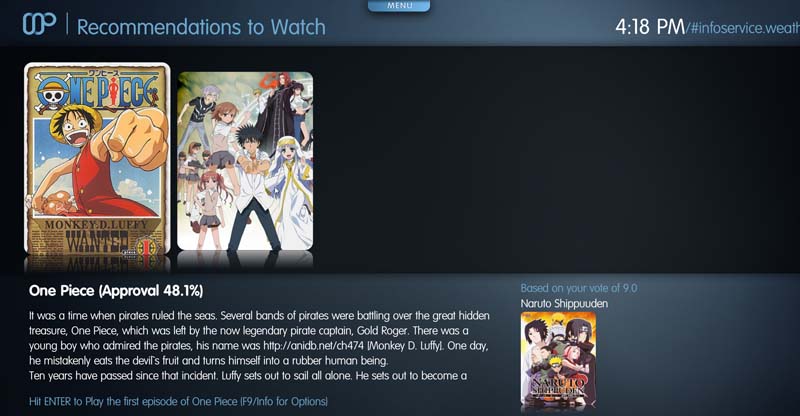 MENU
Recommendations to Watch
4:18 PM/#infoservice.weath
ワンピース
ONE PIECE
MONKEY·D·LUFFY
WANTED
1
One Piece (Approval 48.1%)
It was a time when pirates ruled the seas. Several bands of pirates were battling over the great hidden
treasure, One Piece, which was left by the now legendary pirate captain, Gold Roger. There was a
young boy who admired the pirates, his name was http://anidb.net/ch474 [Monkey D. Luffy]. One day,
he mistakenly eats the devil`s fruit and turns himself into a rubber human being.
Ten years have passed since that incident. Luffy sets out to sail all alone. He sets out to become a
Hit ENTER to Play the first episode of One Piece (F9/Info for Options)
Based on your vote of 9.0
Naruto Shippuuden
NARUTO
SHIPPUDEN